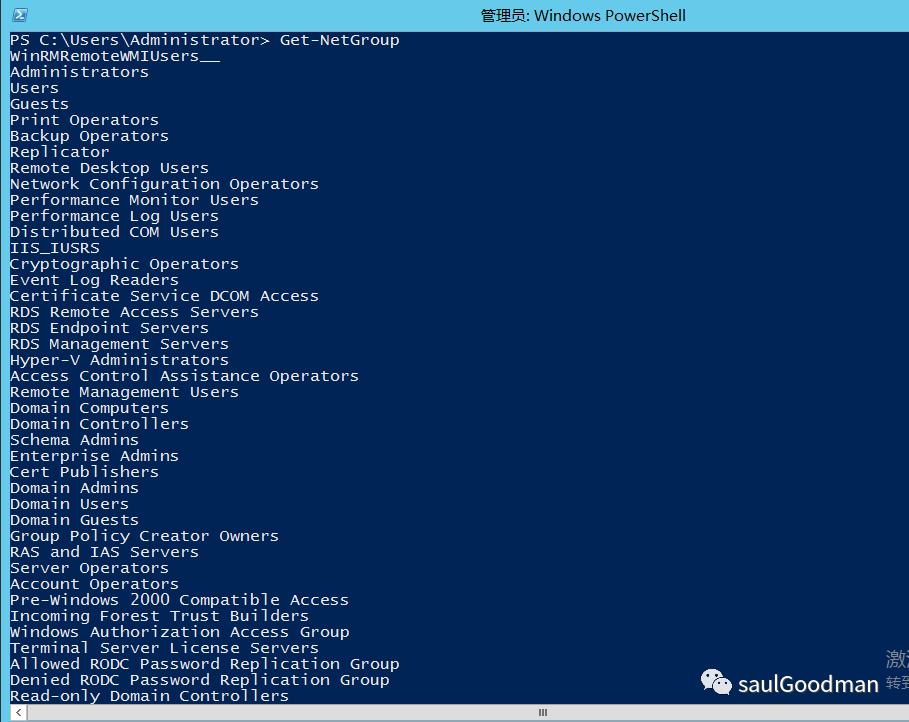 管理员: Windows PowerShell
PS C:\Users\Administrator> Get-NetGroup
WinRMRemoteWMIUsers__
Administrators
Users
Guests
Print Operators
Backup Operators
Replicator
Remote Desktop Users
Network Configuration Operators
Performance Monitor Users
Performance Log Users
Distributed COM Users
IIS_IUSRS
Cryptographic Operators
Event Log Readers
Certificate Service DCOM Access
RDS Remote Access Servers
RDS Endpoint Servers
RDS Management Servers
Hyper-V Administrators
Access Control Assistance Operators
Remote Management Users
Domain Computers
Domain Controllers
Schema Admins
Enterprise Admins
Cert Publishers
Domain Admins
Domain Users
Domain Guests
Group Policy Creator Owners
RAS and IAS Servers
Server Operators
Account Operators
Pre-Windows 2000 Compatible Access
Incoming Forest Trust Builders
Windows Authorization Access Group
Terminal Server License Servers
Allowed RODC Password Replication Group
Denied RODC Password Replication Group
Read-only Domain Controllers
saulGoodman
转到